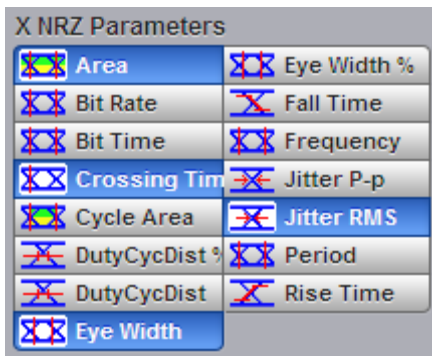 X NRZ Parameters
Area
Eye Width %
Bit Rate
Fall Time
Bit Time
Frequency
Crossing Tim
Jitter P-p
Cycle Area
Jitter RMS
DutyCycDist %
Period
DutyCycDist
Rise Time
Eye Width